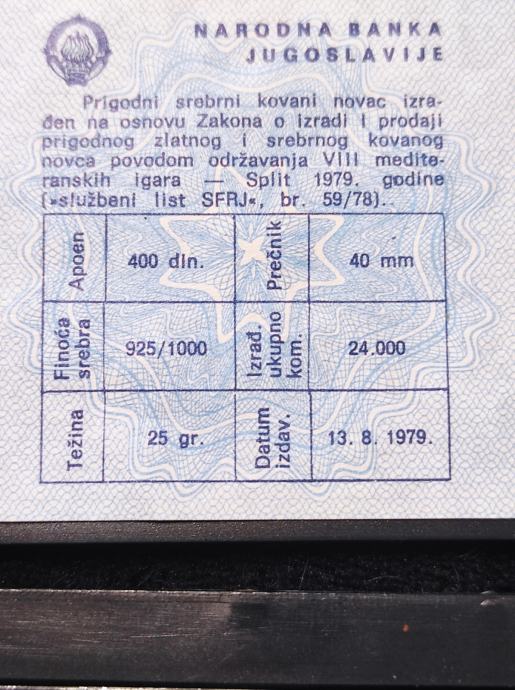 NARODNA BANKA
JUGOSLAVIJE
Prigodni srebrni kovani novac izra-
đen na osnovu Zakona o izradi i prodaji
prigodnog zlatnog i srebrnog kovanog
novca povodom održavanja VIII medite-
ranskih igara — Split 1979. godine
(»službeni list SFRJ«, br. 59/78).
Apoen 400 din. Prečnik 40 mm
Finoća srebra 925/1000 Izrađ. ukupno kom. 24.000
Težina 25 gr. Datum izdav. 13. 8. 1979.